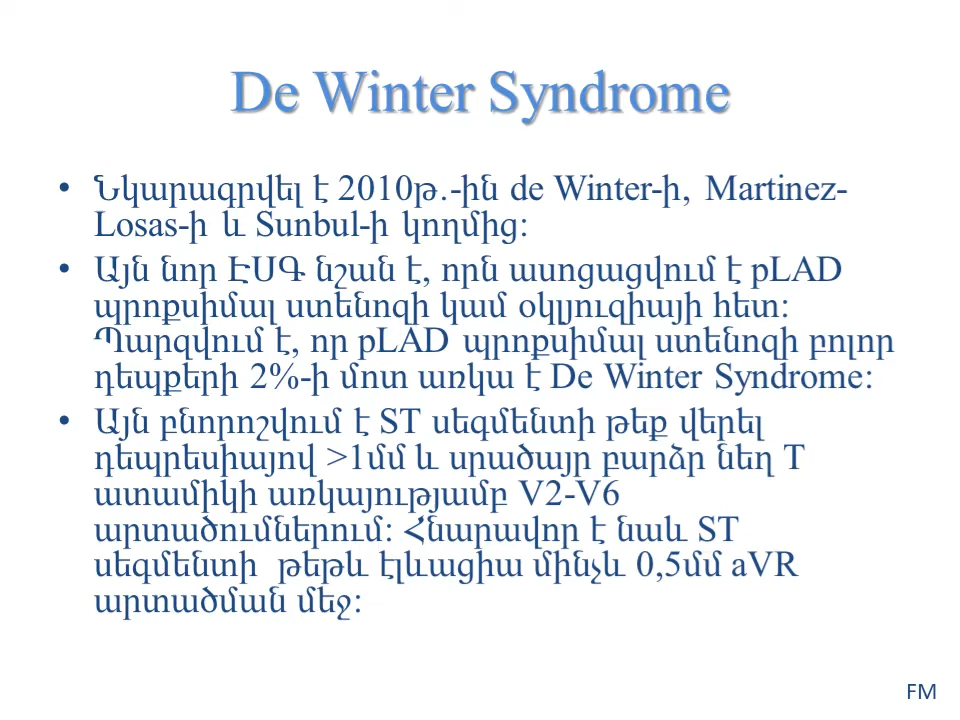 De Winter Syndrome
• Նկարագրվել է 2010թ.-ին de Winter-ի, Martinez-
Losas-ի և Sunbul-ի կողմից:
• Այն նոր ԷՍԳ նշան է, որն ասոցացվում է pLAD
պրոքսիմալ ստենոզի կամ օկլյուզիայի հետ:
Պարզվում է, որ pLAD պրոքսիմալ ստենոզի բոլոր
դեպքերի 2%-ի մոտ առկա է De Winter Syndrome:
• Այն բնորոշվում է ST սեգմենտի թեք վերել
դեպրեսիայով >1մմ և սրածայր բարձր նեղ T
ատամիկի առկայությամբ V2-V6
արտածումներում: Հնարավոր է նաև ST
սեգմենտի թեթև էլևացիա մինչև 0,5մմ aVR
արտածման մեջ:
FM